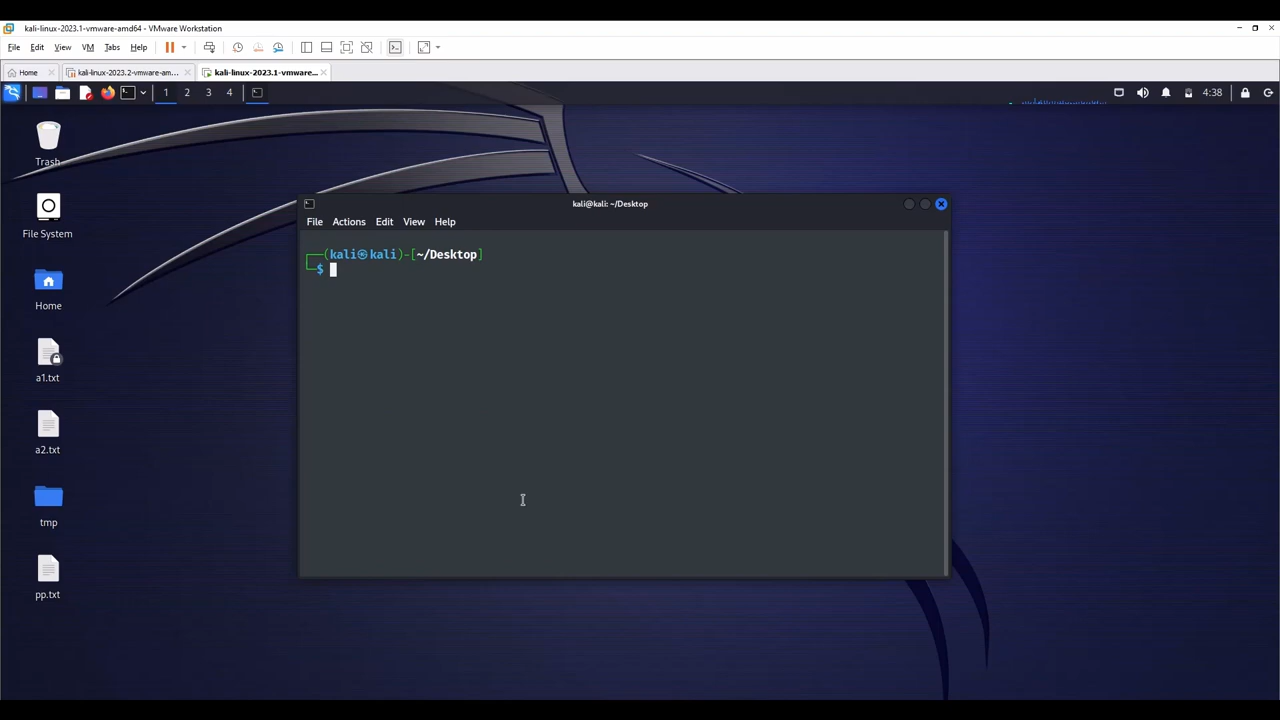 kali-linux-2023.1-vmware-amd64 - VMware Workstation
File Edit View VM Tabs Help
Home kali-linux-2023.2-vmware-am... kali-linux-2023.1-vmware...
1 2 3 4 4:38
Trash
File System
Home
a1.txt
a2.txt
tmp
pp.txt
kali@kali: ~/Desktop
File Actions Edit View Help
┌──(kali㉿kali)-[~/Desktop]
└─$